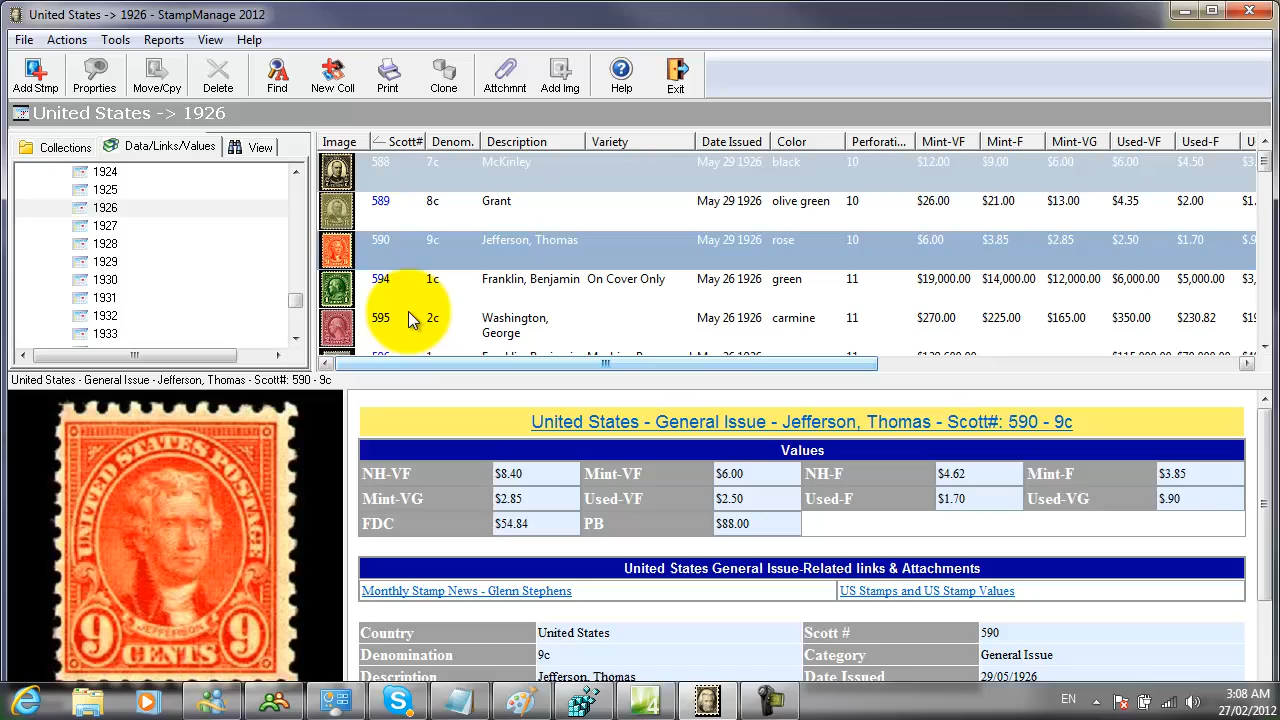 United States -> 1926 - StampManage 2012
File Actions Tools Reports View Help
Add Stmp Proprties Move/Cpy Delete Find New Coll Print Clone Attchmnt Add Img Help Exit
United States -> 1926
Collections Data/Links/Values View
1924
1925
1926
1927
1928
1929
1930
1931
1932
1933
Image Scott# Denom. Description Variety Date Issued Color Perforati... Mint-VF Mint-F Mint-VG Used-VF Used-F U
588 7c McKinley May 29 1926 black 10 $12.00 $9.00 $6.00 $6.00 $4.50 $3.
589 8c Grant May 29 1926 olive green 10 $26.00 $21.00 $13.00 $4.35 $2.00 $1.
590 9c Jefferson, Thomas May 29 1926 rose 10 $6.00 $3.85 $2.85 $2.50 $1.70 $.9
594 1c Franklin, Benjamin On Cover Only May 26 1926 green 11 $19,000.00 $14,000.00 $12,000.00 $6,000.00 $5,000.00 $3,
595 2c Washington, May 26 1926 carmine 11 $270.00 $225.00 $165.00 $350.00 $230.82 $19
George
United States - General Issue - Jefferson, Thomas - Scott#: 590 - 9c
UNITED STATES POSTAGE
JEFFERSON
9 9
CENTS
United States - General Issue - Jefferson, Thomas - Scott#: 590 - 9c
Values
NH-VF $8.40 Mint-VF $6.00 NH-F $4.62 Mint-F $3.85
Mint-VG $2.85 Used-VF $2.50 Used-F $1.70 Used-VG $.90
FDC $54.84 PB $88.00
United States General Issue-Related links & Attachments
Monthly Stamp News - Glenn Stephens US Stamps and US Stamp Values
Country United States Scott # 590
Denomination 9c Category General Issue
Description Jefferson, Thomas Date Issued 29/05/1926
EN 3:08 AM
27/02/2012